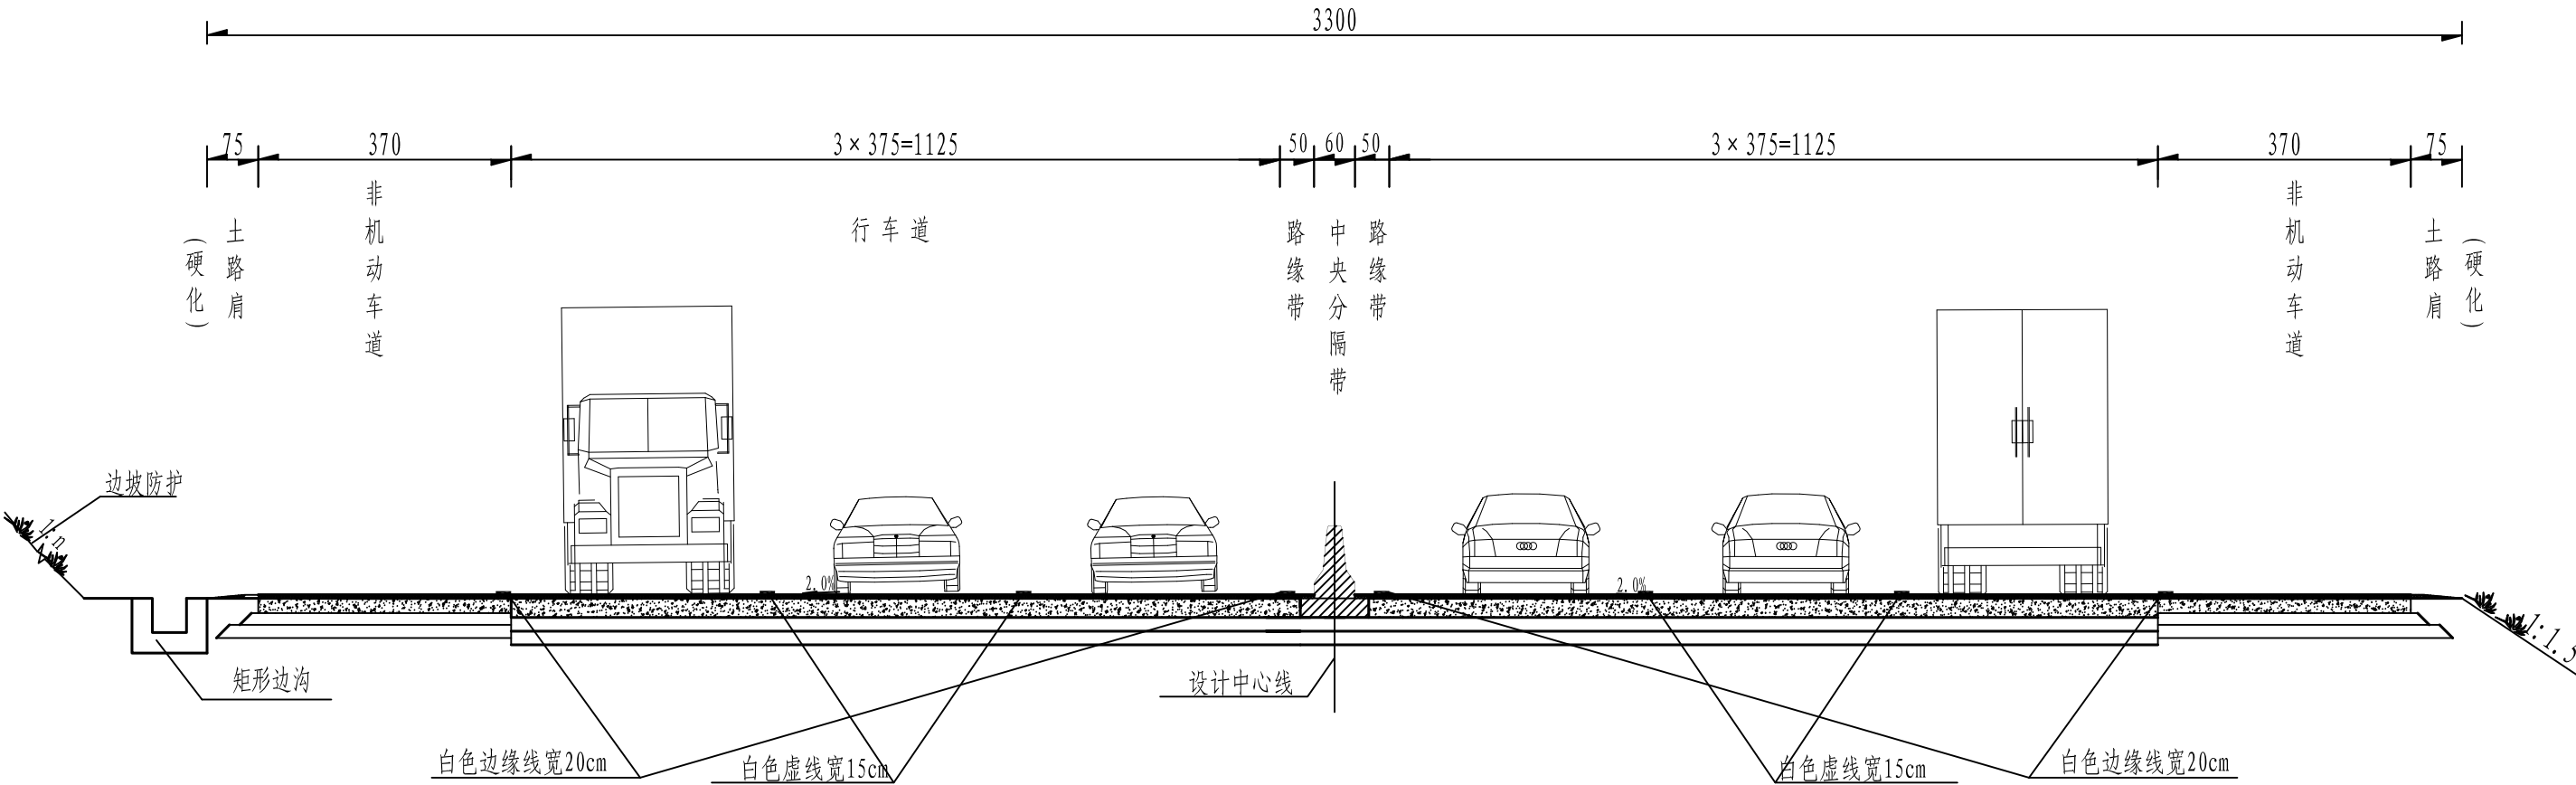 3300
75
370
3×375=1125
50
60
50
3×375=1125
370
75
(硬化)
土路肩
非机动车道
行车道
路缘带
中央分隔带
路缘带
非机动车道
土路肩
(硬化)
边坡防护
1:n
2.0%
2.0%
1:1.5
矩形边沟
设计中心线
白色边缘线宽20cm
白色虚线宽15cm
白色虚线宽15cm
白色边缘线宽20cm